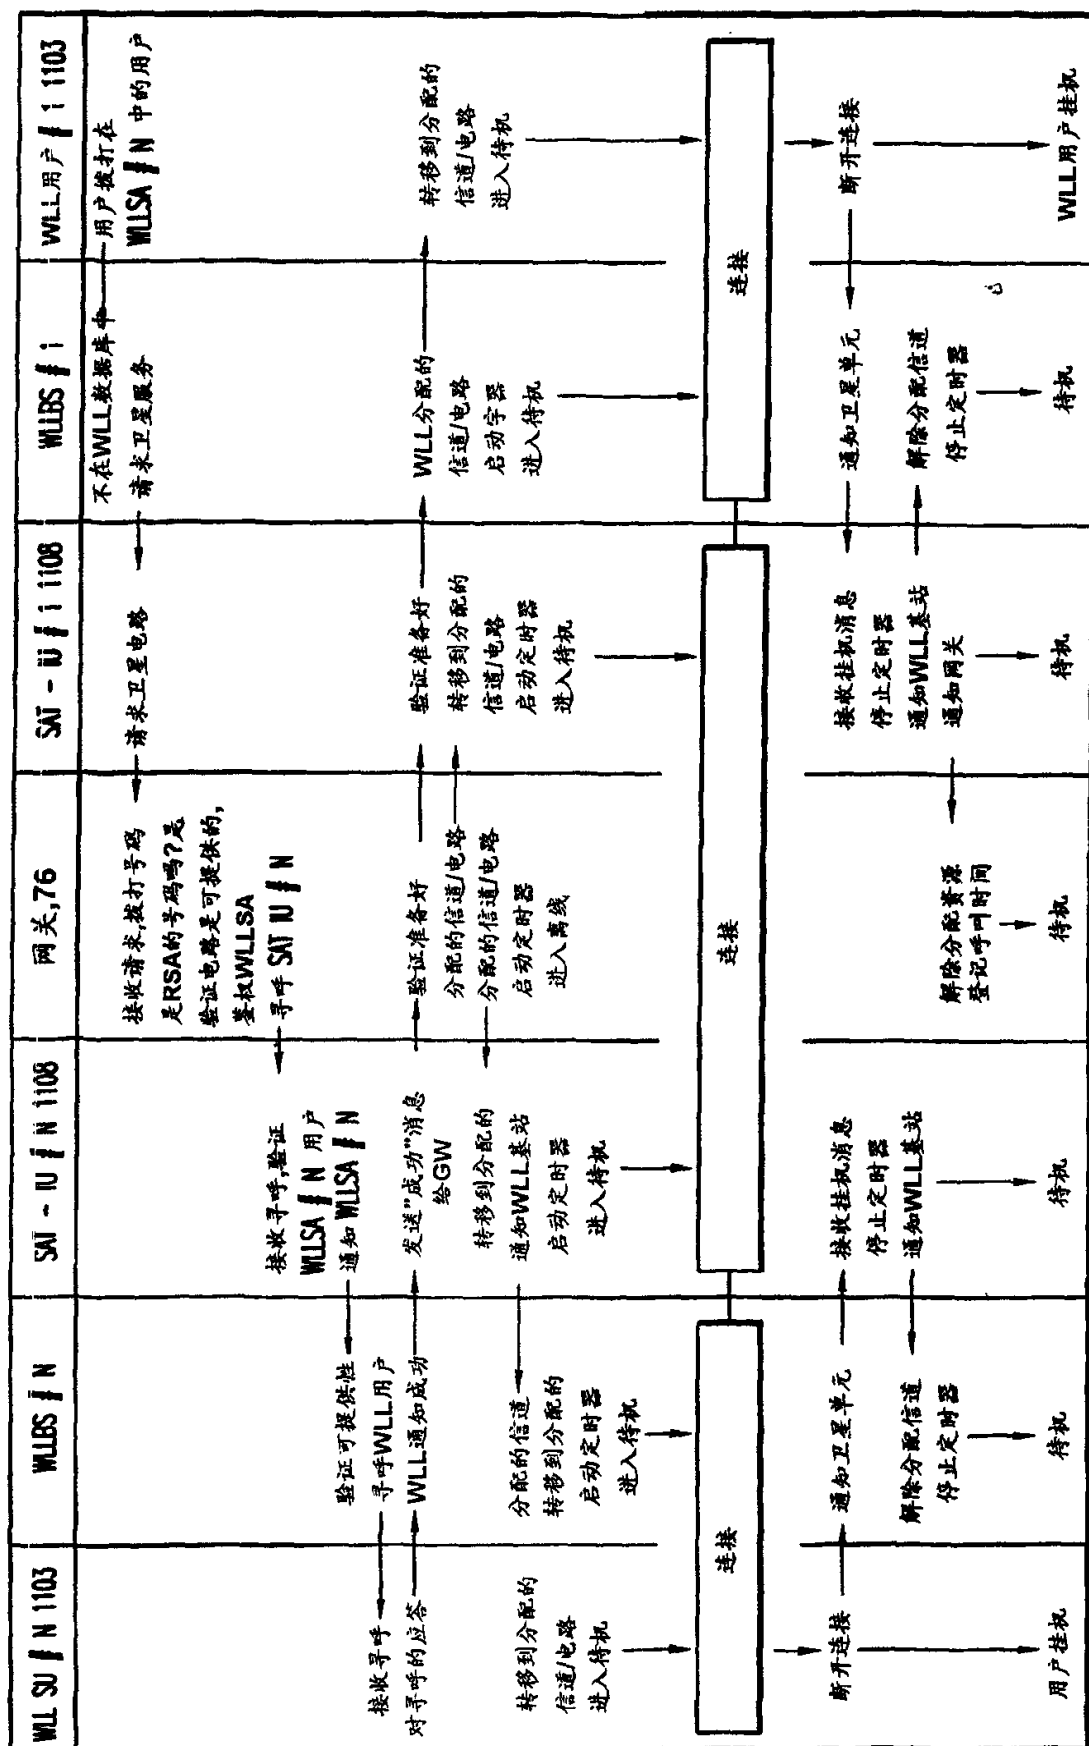 WLL SU # N 1103
WLLBS # N
SAT - IU # N 1108
网关,76
SAT - IU # 1 1108
WLLBS # 1
WLL用户 # 1 1103
用户拨打在
WLLSA # N 中的用户
不在WLL数据库中
请求卫星服务
请求卫星电路
接收请求,拨打号码
是RSA的号码吗?是
验证电路是可提供的,
鉴权WLLSA
寻呼 SAT IU # N
接收寻呼,验证
WLLSA # N 用户
通知 WLLSA # N
验证可提供性
寻呼WLL用户
接收寻呼
对寻呼的应答
WLL通知成功
发送"成功"消息
给GW
验证准备好
分配的信道/电路
分配的信道/电路
启动定时器
进入离线
验证准备好
转移到分配的
信道/电路
启动定时器
进入待机
WLL分配的
信道/电路
启动字器
进入待机
转移到分配的
信道/电路
进入待机
转移到分配的
通知WLL基站
启动定时器
进入待机
分配的信道
转移到分配的
启动定时器
进入待机
转移到分配的
信道/电路
进入待机
连接
连接
连接
断开连接
通知卫星单元
接收挂机消息
停止定时器
通知WLL基站
解除分配信道
停止定时器
解除分配资源
登记呼叫时间
接收挂机消息
停止定时器
通知WLL基站
通知网关
解除分配信道
停止定时器
通知卫星单元
断开连接
用户挂机
待机
待机
待机
待机
待机
WLL用户挂机